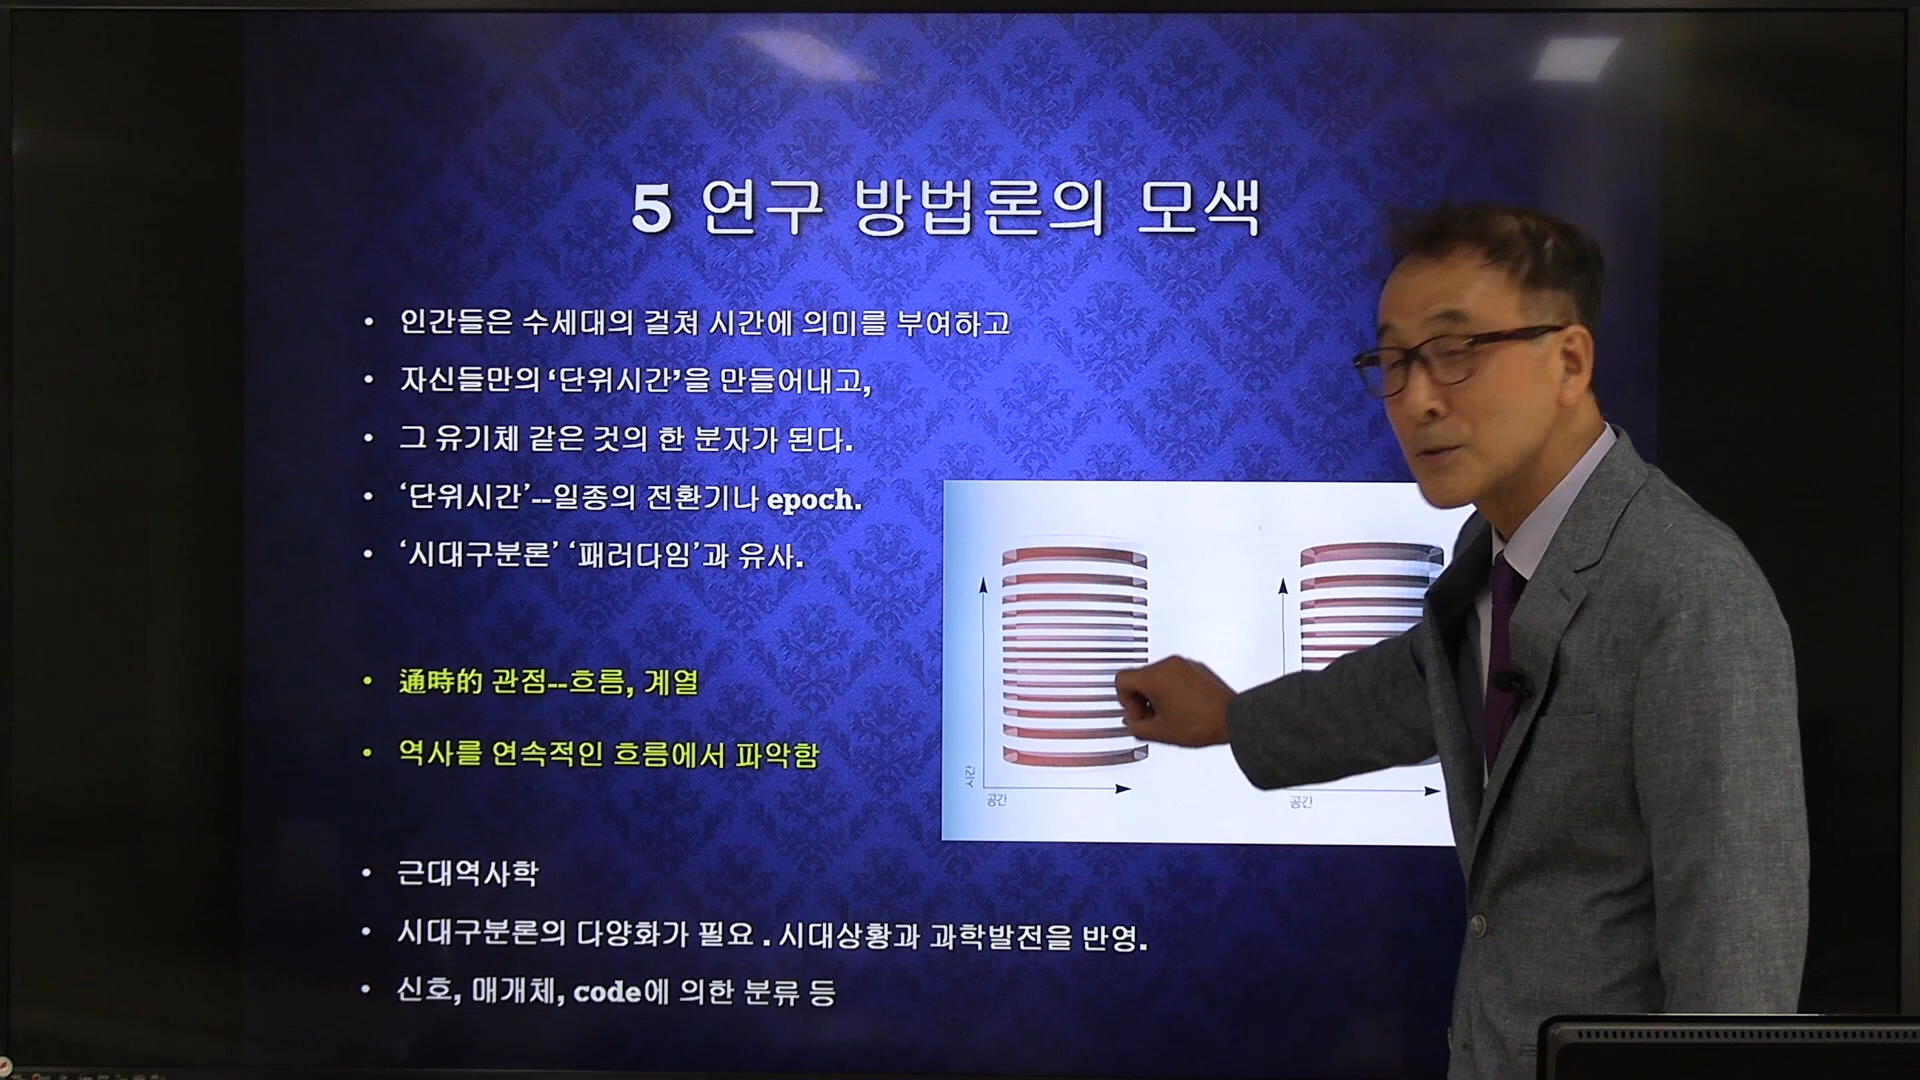 5 연구 방법론의 모색
• 인간들은 수세대의 걸쳐 시간에 의미를 부여하고
• 자신들만의 ‘단위시간’을 만들어내고,
• 그 유기체 같은 것의 한 분자가 된다.
• ‘단위시간’--일종의 전환기나 epoch.
• ‘시대구분론’ ‘패러다임’과 유사.
• 通時的 관점--흐름, 계열
• 역사를 연속적인 흐름에서 파악함
시간
공간
공간
• 근대역사학
• 시대구분론의 다양화가 필요 . 시대상황과 과학발전을 반영.
• 신호, 매개체, code에 의한 분류 등